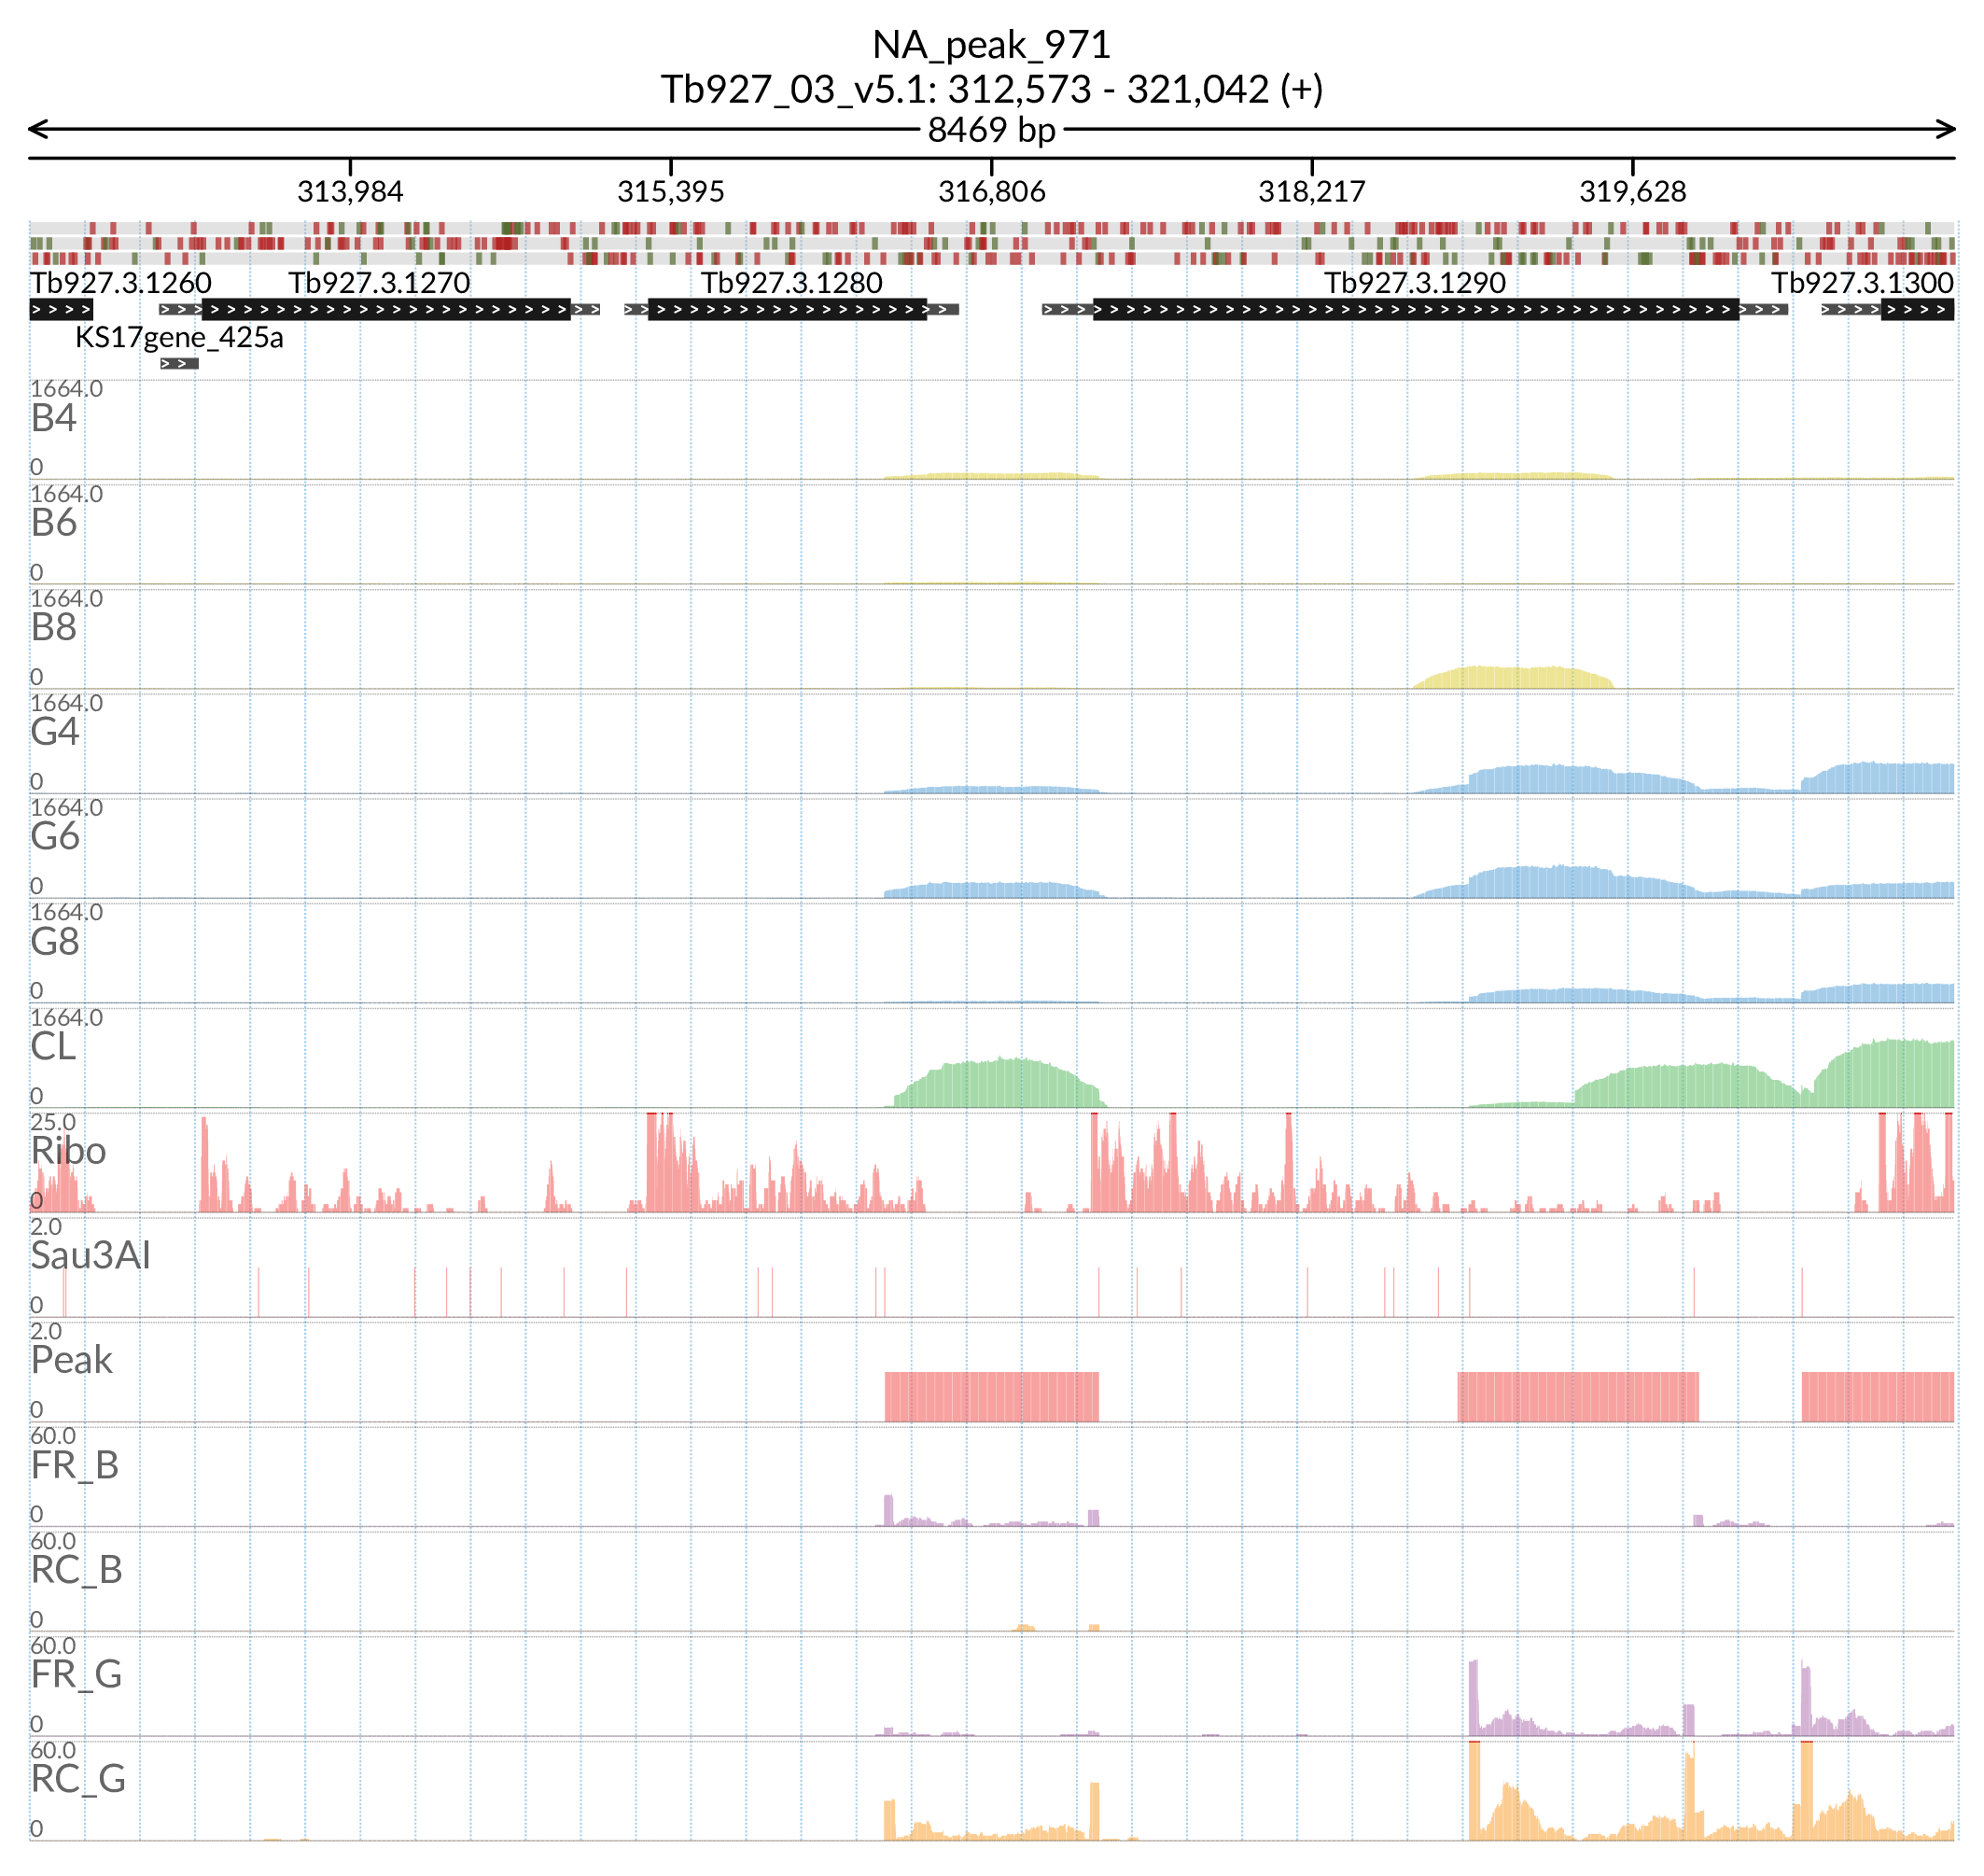 NA_peak_971
Tb927_03_v5.1: 312,573 - 321,042 (+)
8469 bp
313,984 315,395 316,806 318,217 319,628
Tb927.3.1260 Tb927.3.1270 Tb927.3.1280 Tb927.3.1290 Tb927.3.1300
KS17gene_425a
1664.0
B4
0
1664.0
B6
0
1664.0
B8
0
1664.0
G4
0
1664.0
G6
0
1664.0
G8
0
1664.0
CL
0
25.0
Ribo
0
2.0
Sau3AI
0
2.0
Peak
0
60.0
FR_B
0
60.0
RC_B
0
60.0
FR_G
0
60.0
RC_G
0